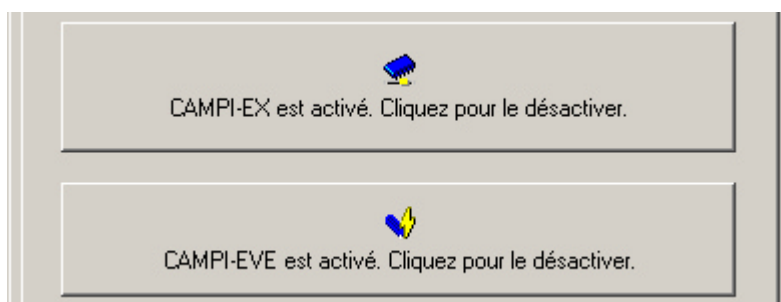 CAMPI-EX est activé. Cliquez pour le désactiver.
CAMPI-EVE est activé. Cliquez pour le désactiver.